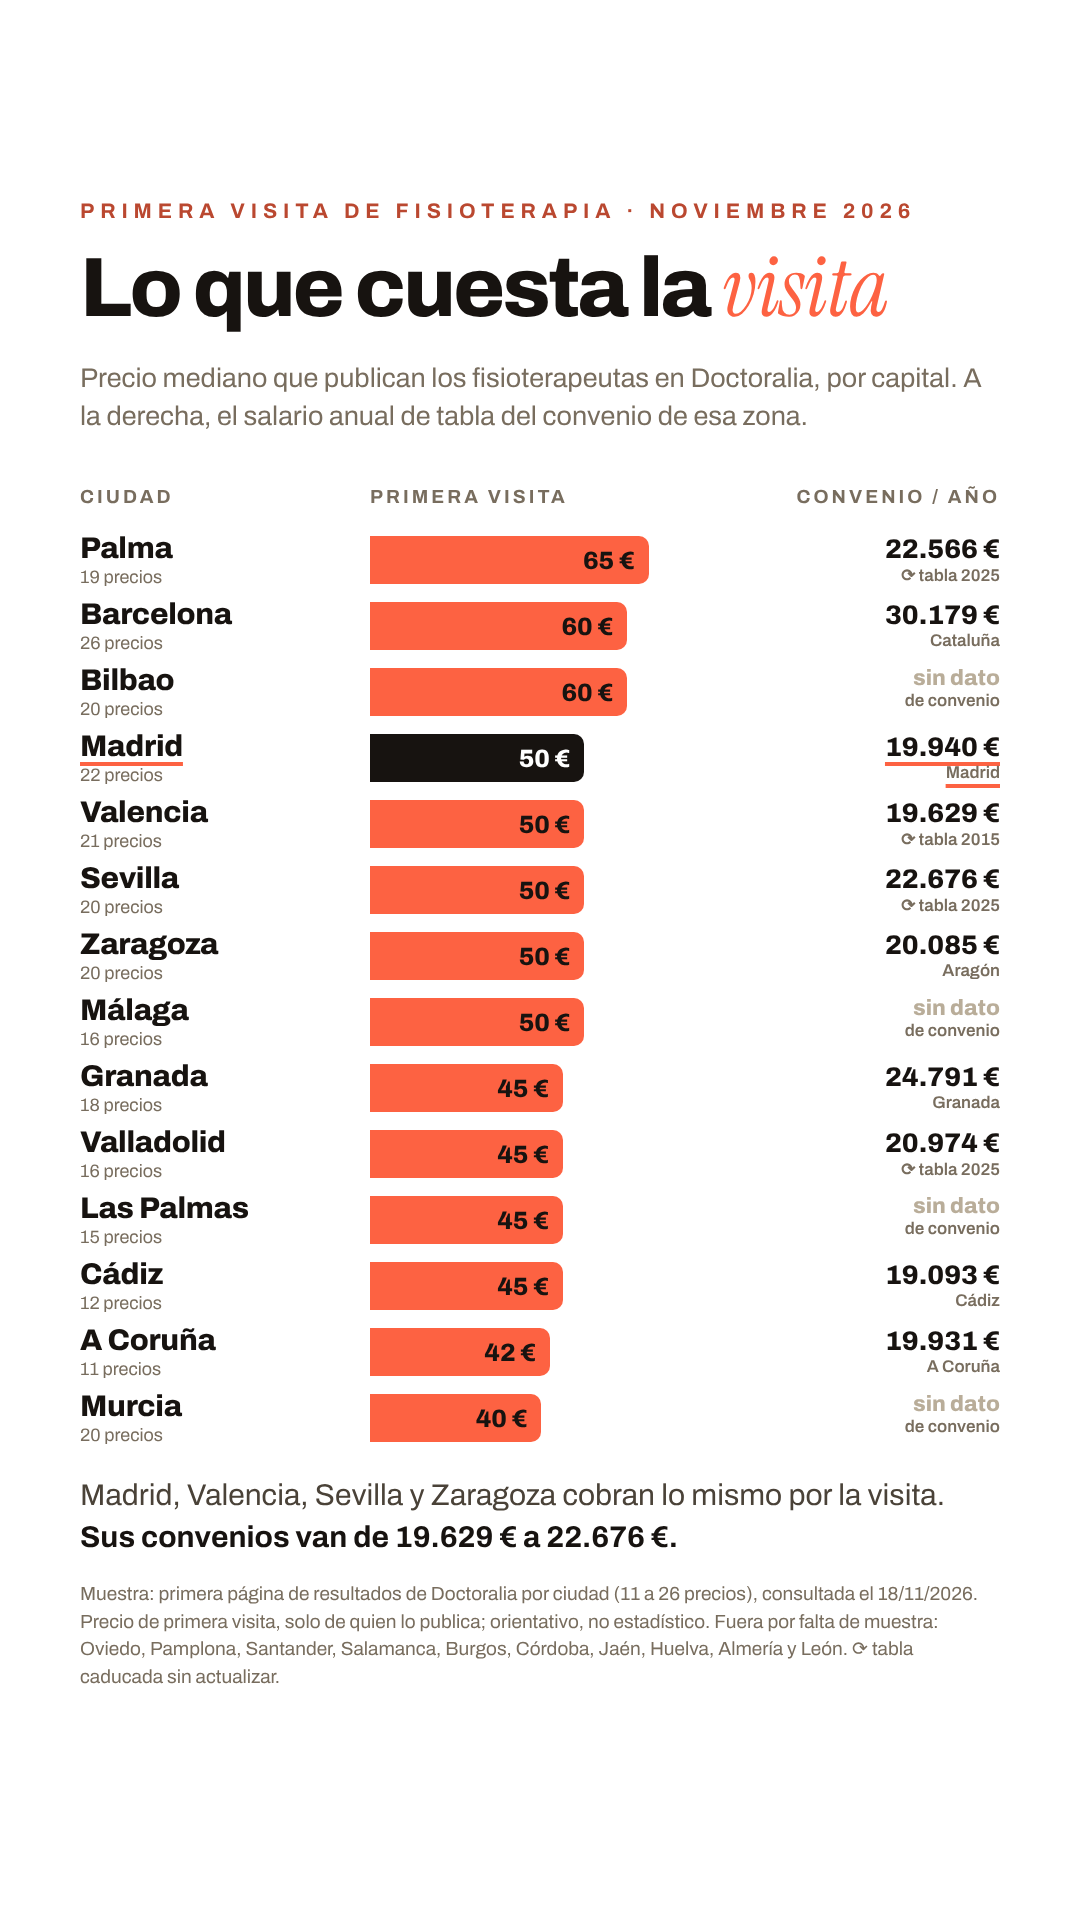 PRIMERA VISITA DE FISIOTERAPIA · NOVIEMBRE 2026
Lo que cuesta la visita
Precio mediano que publican los fisioterapeutas en Doctoralia, por capital. A
la derecha, el salario anual de tabla del convenio de esa zona.
CIUDAD PRIMERA VISITA CONVENIO / AÑO
Palma 65 € 22.566 €
19 precios ⟳ tabla 2025
Barcelona 60 € 30.179 €
26 precios Cataluña
Bilbao 60 € sin dato
20 precios de convenio
Madrid 50 € 19.940 €
22 precios Madrid
Valencia 50 € 19.629 €
21 precios ⟳ tabla 2015
Sevilla 50 € 22.676 €
20 precios ⟳ tabla 2025
Zaragoza 50 € 20.085 €
20 precios Aragón
Málaga 50 € sin dato
16 precios de convenio
Granada 45 € 24.791 €
18 precios Granada
Valladolid 45 € 20.974 €
16 precios ⟳ tabla 2025
Las Palmas 45 € sin dato
15 precios de convenio
Cádiz 45 € 19.093 €
12 precios Cádiz
A Coruña 42 € 19.931 €
11 precios A Coruña
Murcia 40 € sin dato
20 precios de convenio
Madrid, Valencia, Sevilla y Zaragoza cobran lo mismo por la visita.
Sus convenios van de 19.629 € a 22.676 €.
Muestra: primera página de resultados de Doctoralia por ciudad (11 a 26 precios), consultada el 18/11/2026.
Precio de primera visita, solo de quien lo publica; orientativo, no estadístico. Fuera por falta de muestra:
Oviedo, Pamplona, Santander, Salamanca, Burgos, Córdoba, Jaén, Huelva, Almería y León. ⟳ tabla
caducada sin actualizar.